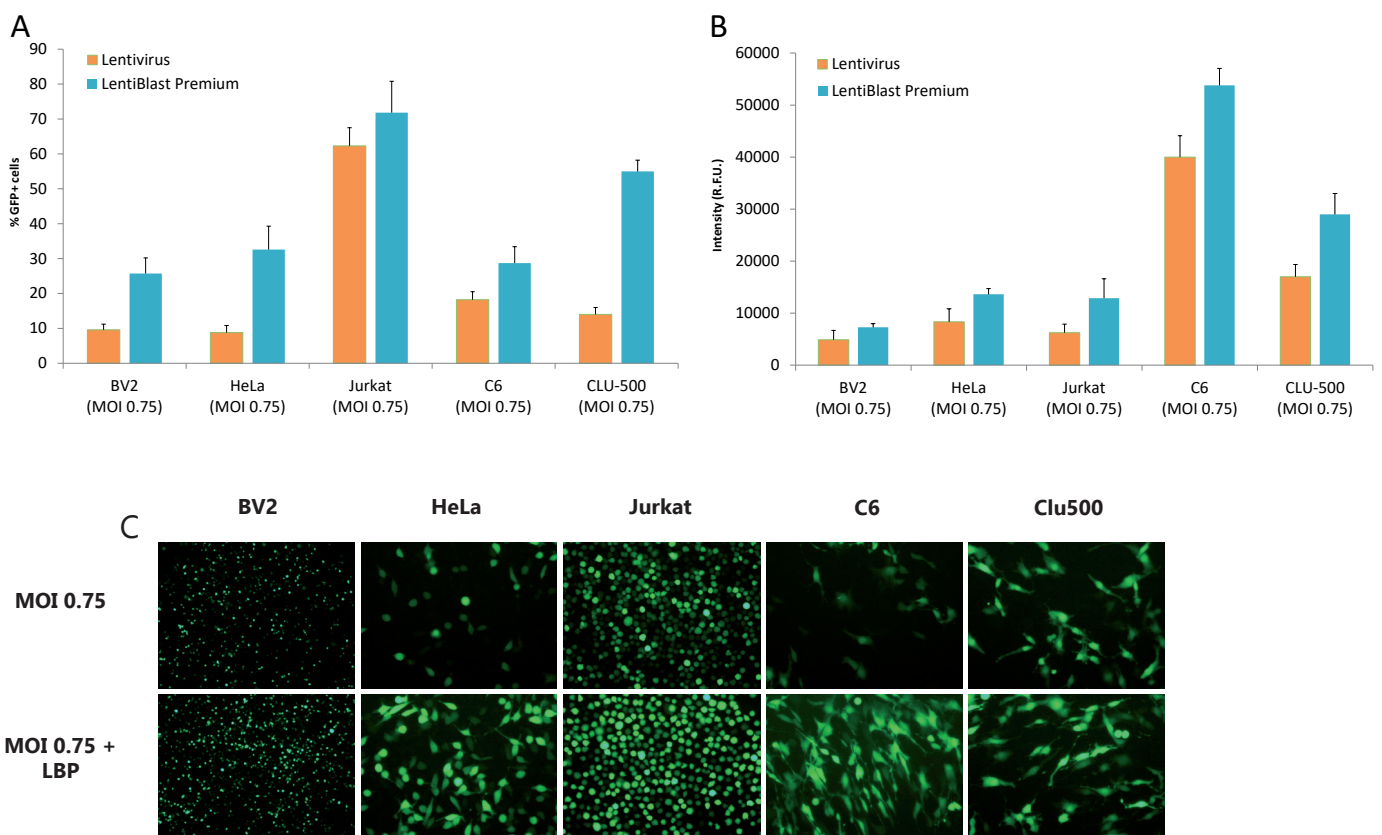 A
Lentivirus
LentiBlast Premium
% GFP+ cells
90
80
70
60
50
40
30
20
10
0
BV2 HeLa Jurkat C6 CLU-500
(MOI 0.75) (MOI 0.75) (MOI 0.75) (MOI 0.75) (MOI 0.75)
B
Lentivirus
LentiBlast Premium
Intensity (R.F.U.)
60000
50000
40000
30000
20000
10000
0
BV2 HeLa Jurkat C6 CLU-500
(MOI 0.75) (MOI 0.75) (MOI 0.75) (MOI 0.75) (MOI 0.75)
C
BV2 HeLa Jurkat C6 Clu500
MOI 0.75
MOI 0.75 +
LBP